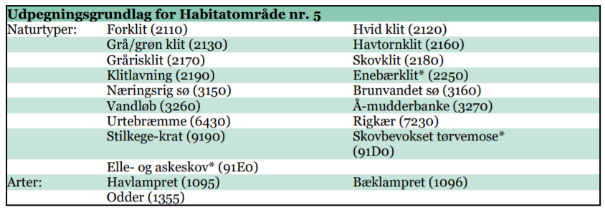 Udpegningsgrundlag for Habitatområde nr. 5
Naturtyper: Forklit (2110) Hvid klit (2120)
Grå/grøn klit (2130) Havtornklit (2160)
Grårisklit (2170) Skovklit (2180)
Klitlavning (2190) Enebærklit* (2250)
Næringsrig sø (3150) Brunvandet sø (3160)
Vandløb (3260) Å-mudderbanke (3270)
Urtebræmme (6430) Rigkær (7230)
Stilkege-krat (9190) Skovbevokset tørvemose*
(91D0)
Elle- og askeskov* (91E0)
Arter: Havlampret (1095) Bæklampret (1096)
Odder (1355)